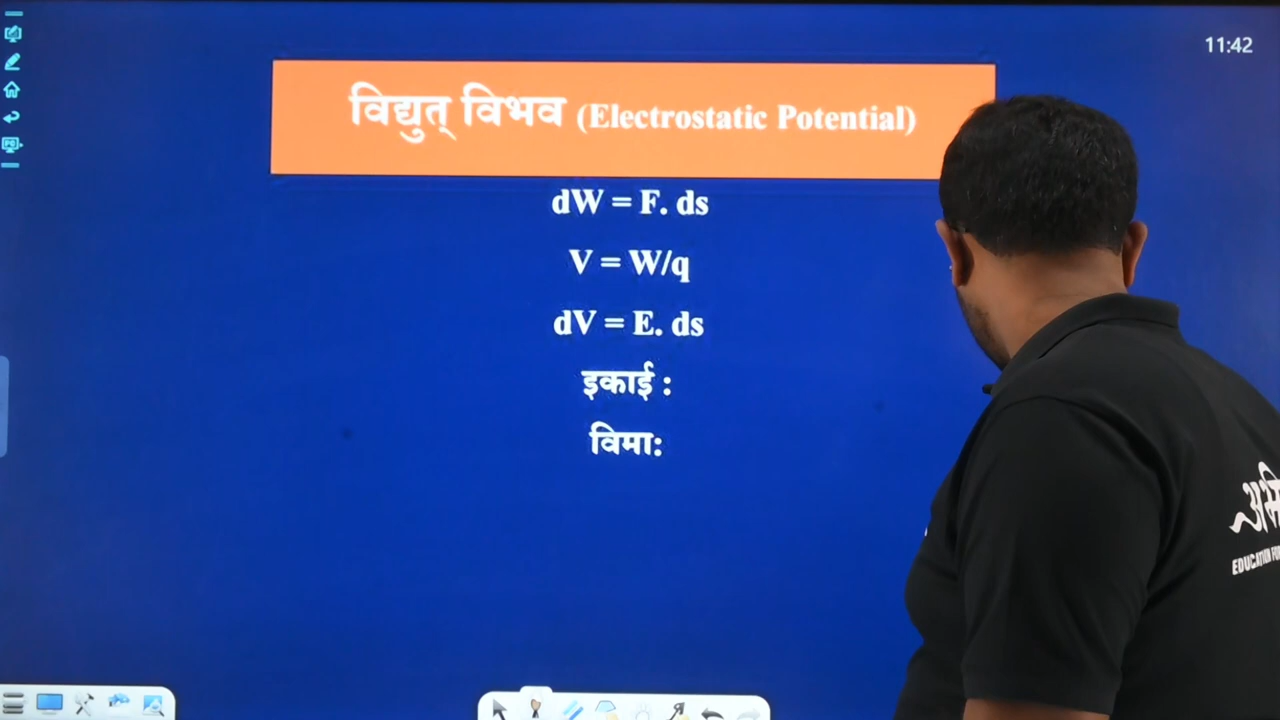 11:42
विद्युत् विभव (Electrostatic Potential)
dW = F. ds
V = W/q
dV = E. ds
इकाई :
विमा: